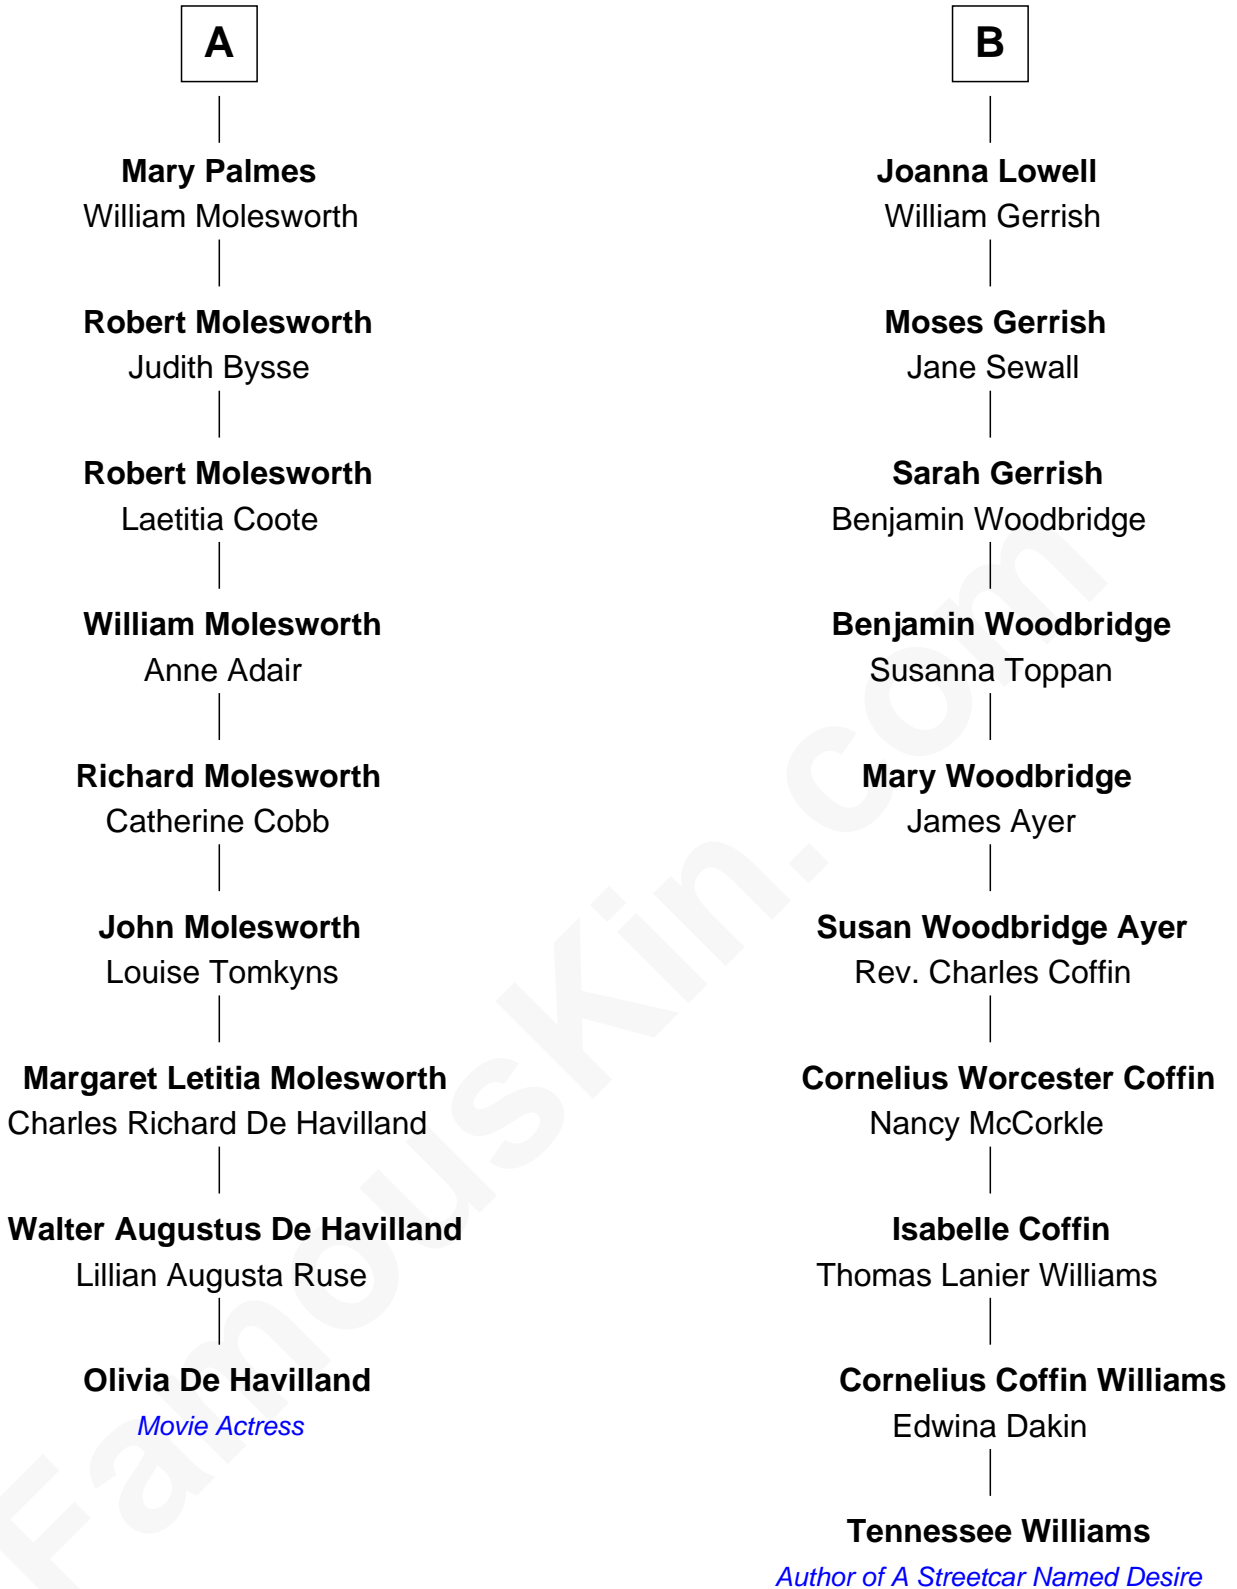 A
Mary Palmes
William Molesworth
Robert Molesworth
Judith Bysse
Robert Molesworth
Laetitia Coote
William Molesworth
Anne Adair
Richard Molesworth
Catherine Cobb
John Molesworth
Louise Tomkyns
Margaret Letitia Molesworth
Charles Richard De Havilland
Walter Augustus De Havilland
Lillian Augusta Ruse
Olivia De Havilland
Movie Actress
B
Joanna Lowell
William Gerrish
Moses Gerrish
Jane Sewall
Sarah Gerrish
Benjamin Woodbridge
Benjamin Woodbridge
Susanna Toppan
Mary Woodbridge
James Ayer
Susan Woodbridge Ayer
Rev. Charles Coffin
Cornelius Worcester Coffin
Nancy McCorkle
Isabelle Coffin
Thomas Lanier Williams
Cornelius Coffin Williams
Edwina Dakin
Tennessee Williams
Author of A Streetcar Named Desire
FamousKin.com